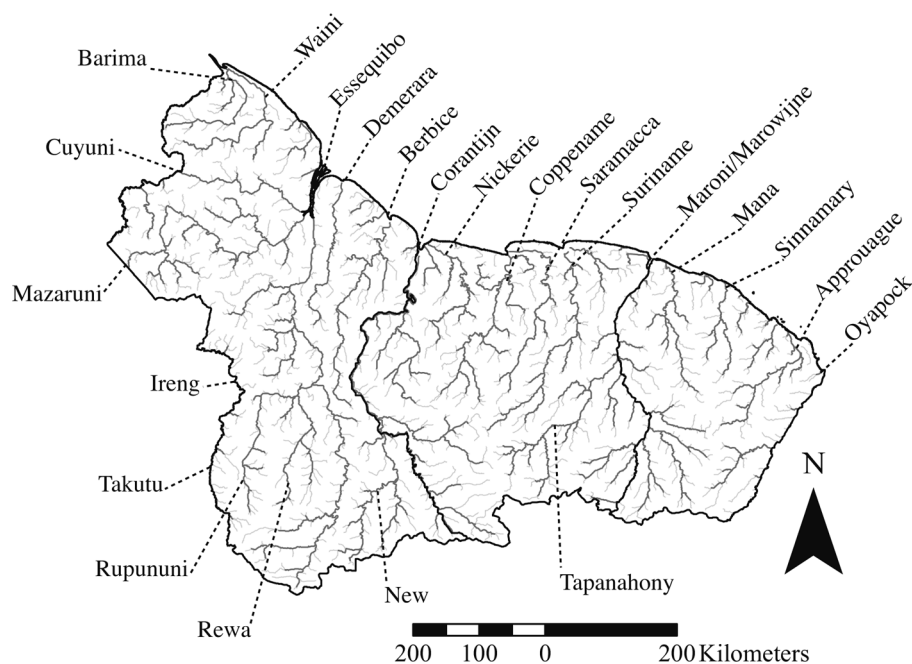 Barima
Waini
Essequibo
Demerara
Berbice
Corantijn
Nickerie
Coppename
Saramacca
Suriname
Maroni/Marowijne
Mana
Sinnamary
Approuague
Oyapock
Cuyuni
Mazaruni
Ireng
Takutu
Rupununi
Rewa
New
Tapanahony
N
200 100 0 200 Kilometers